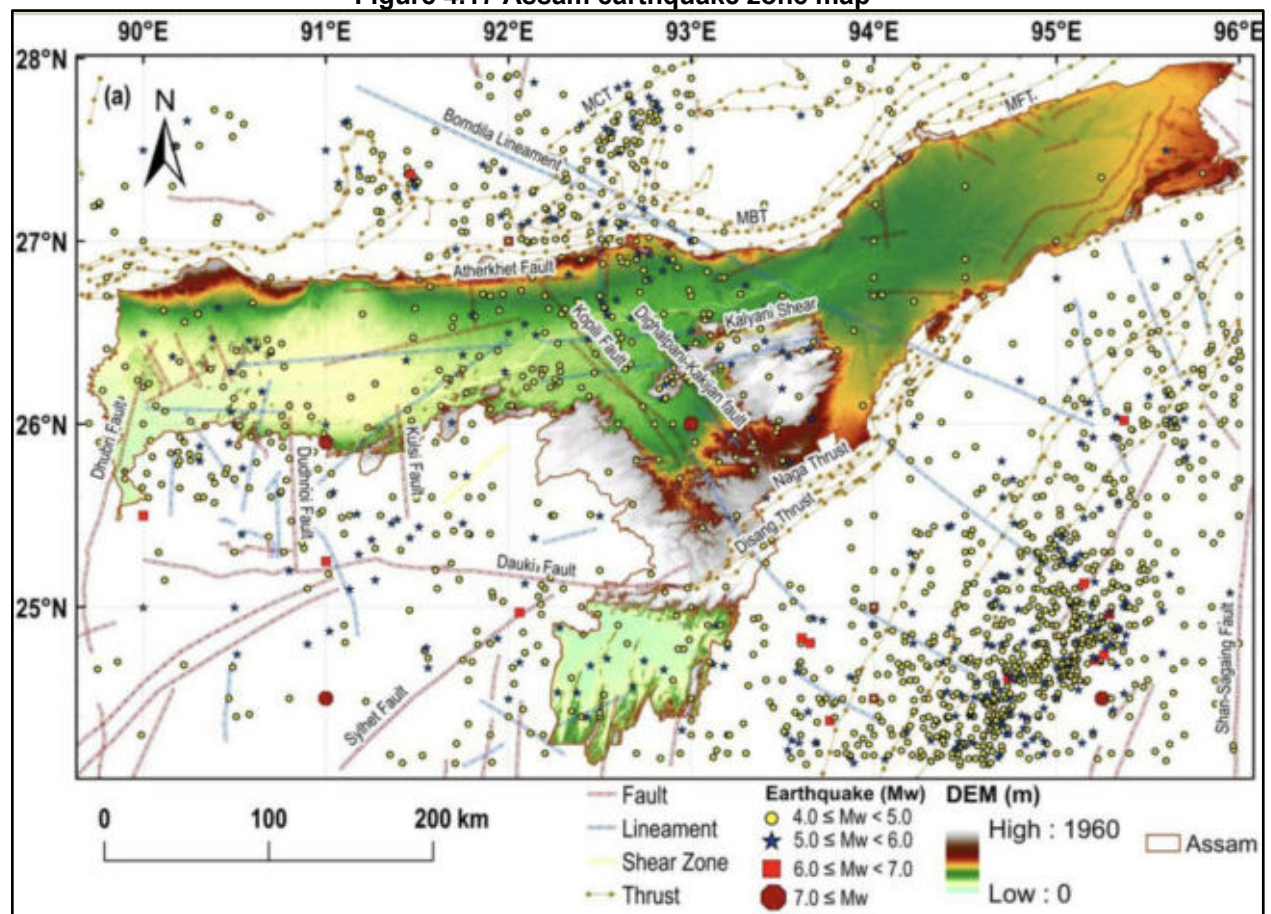 Figure 4.17 Assam earthquake zone map
90°E 91°E 92°E 93°E 94°E 95°E 96°E
28°N
27°N
26°N
25°N
(a)
N
MCT
Bomdila Lineament
MFT
MBT
Atherkhet Fault
Kopili Fault
Kalyani Shear
Dhubri Fault
Dudhnoi Fault
Kulsi Fault
Naga Thrust
Disang Thrust
Dauki Fault
Sylhet Fault
Shan-Sagaing Fault
0 100 200 km
Fault
Lineament
Shear Zone
Thrust
Earthquake (Mw)
4.0 ≤ Mw < 5.0
5.0 ≤ Mw < 6.0
6.0 ≤ Mw < 7.0
7.0 ≤ Mw
DEM (m)
High : 1960
Low : 0
Assam